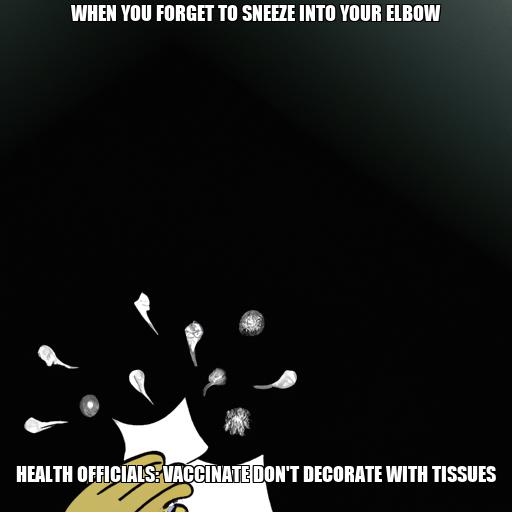 WHEN YOU FORGET TO SNEEZE INTO YOUR ELBOW
HEALTH OFFICIALS: VACCINATE DON'T DECORATE WITH TISSUES